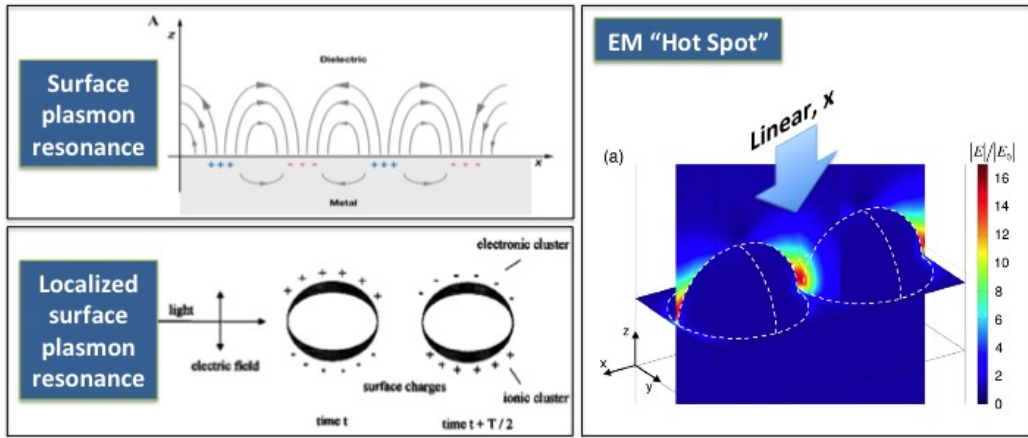 Surface
plasmon
resonance
A
z
Dielectric
+++ - - - +++ - - -
x
Metal
Localized
surface
plasmon
resonance
light
electric field
electronic cluster
surface charges
ionic cluster
time t
time t + T / 2
EM “Hot Spot”
Linear, x
(a)
|E|/|E₀|
16
14
12
10
8
6
4
2
0
z
x
y